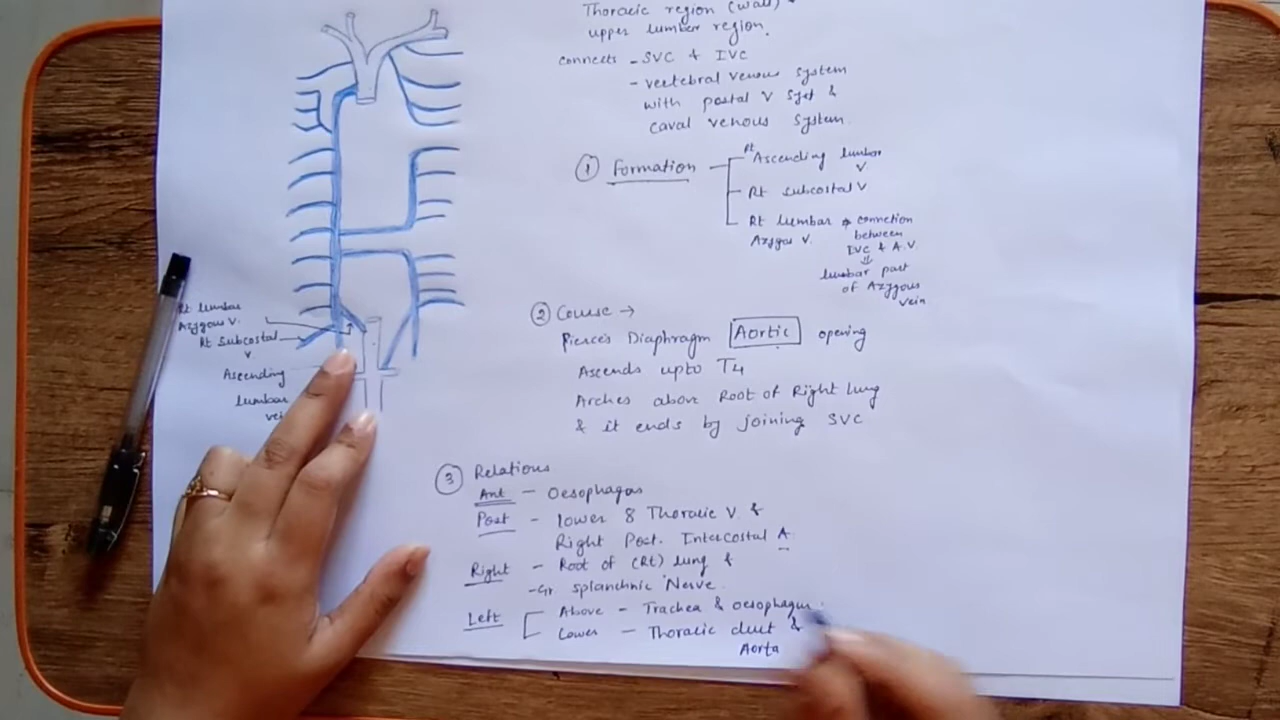 Thoracic region (wall)
upper lumbar region.
connects - SVC & IVC
- vertebral venous system
with postal V syst &
caval venous system
① Formation
Rt Ascending lumbar V.
Rt subcostal V
Rt lumbar Azygos V.
connection
between
IVC & A.V
⇓
lumbar part
of Azygous
vein
② Course →
Pierces Diaphragm Aortic opening
Ascends upto T4
Arches above Root of Right lung
& it ends by joining SVC
③ Relations
Ant - Oesophagas
Post - lower 8 Thoracic V. &
Right Post. Intercostal A
Right - Root of (Rt) lung &
-Gr. splanchnic Nerve.
Left
Above - Trachea & oesophagus
Lower - Thoracic duct &
Aorta
Rt lumbar
Azygous V.
Rt Subcostal
V.
Ascending
lumbar